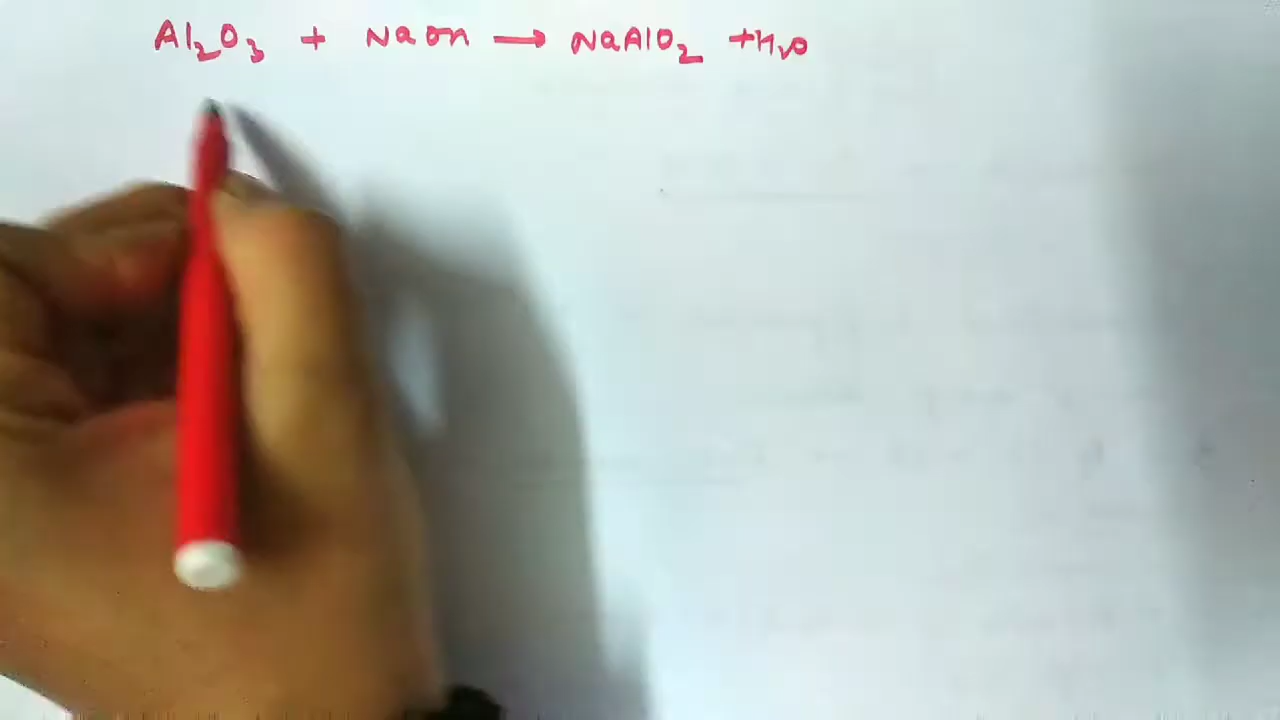 Al₂O₃ + NaOH → NaAlO₂ + H₂O